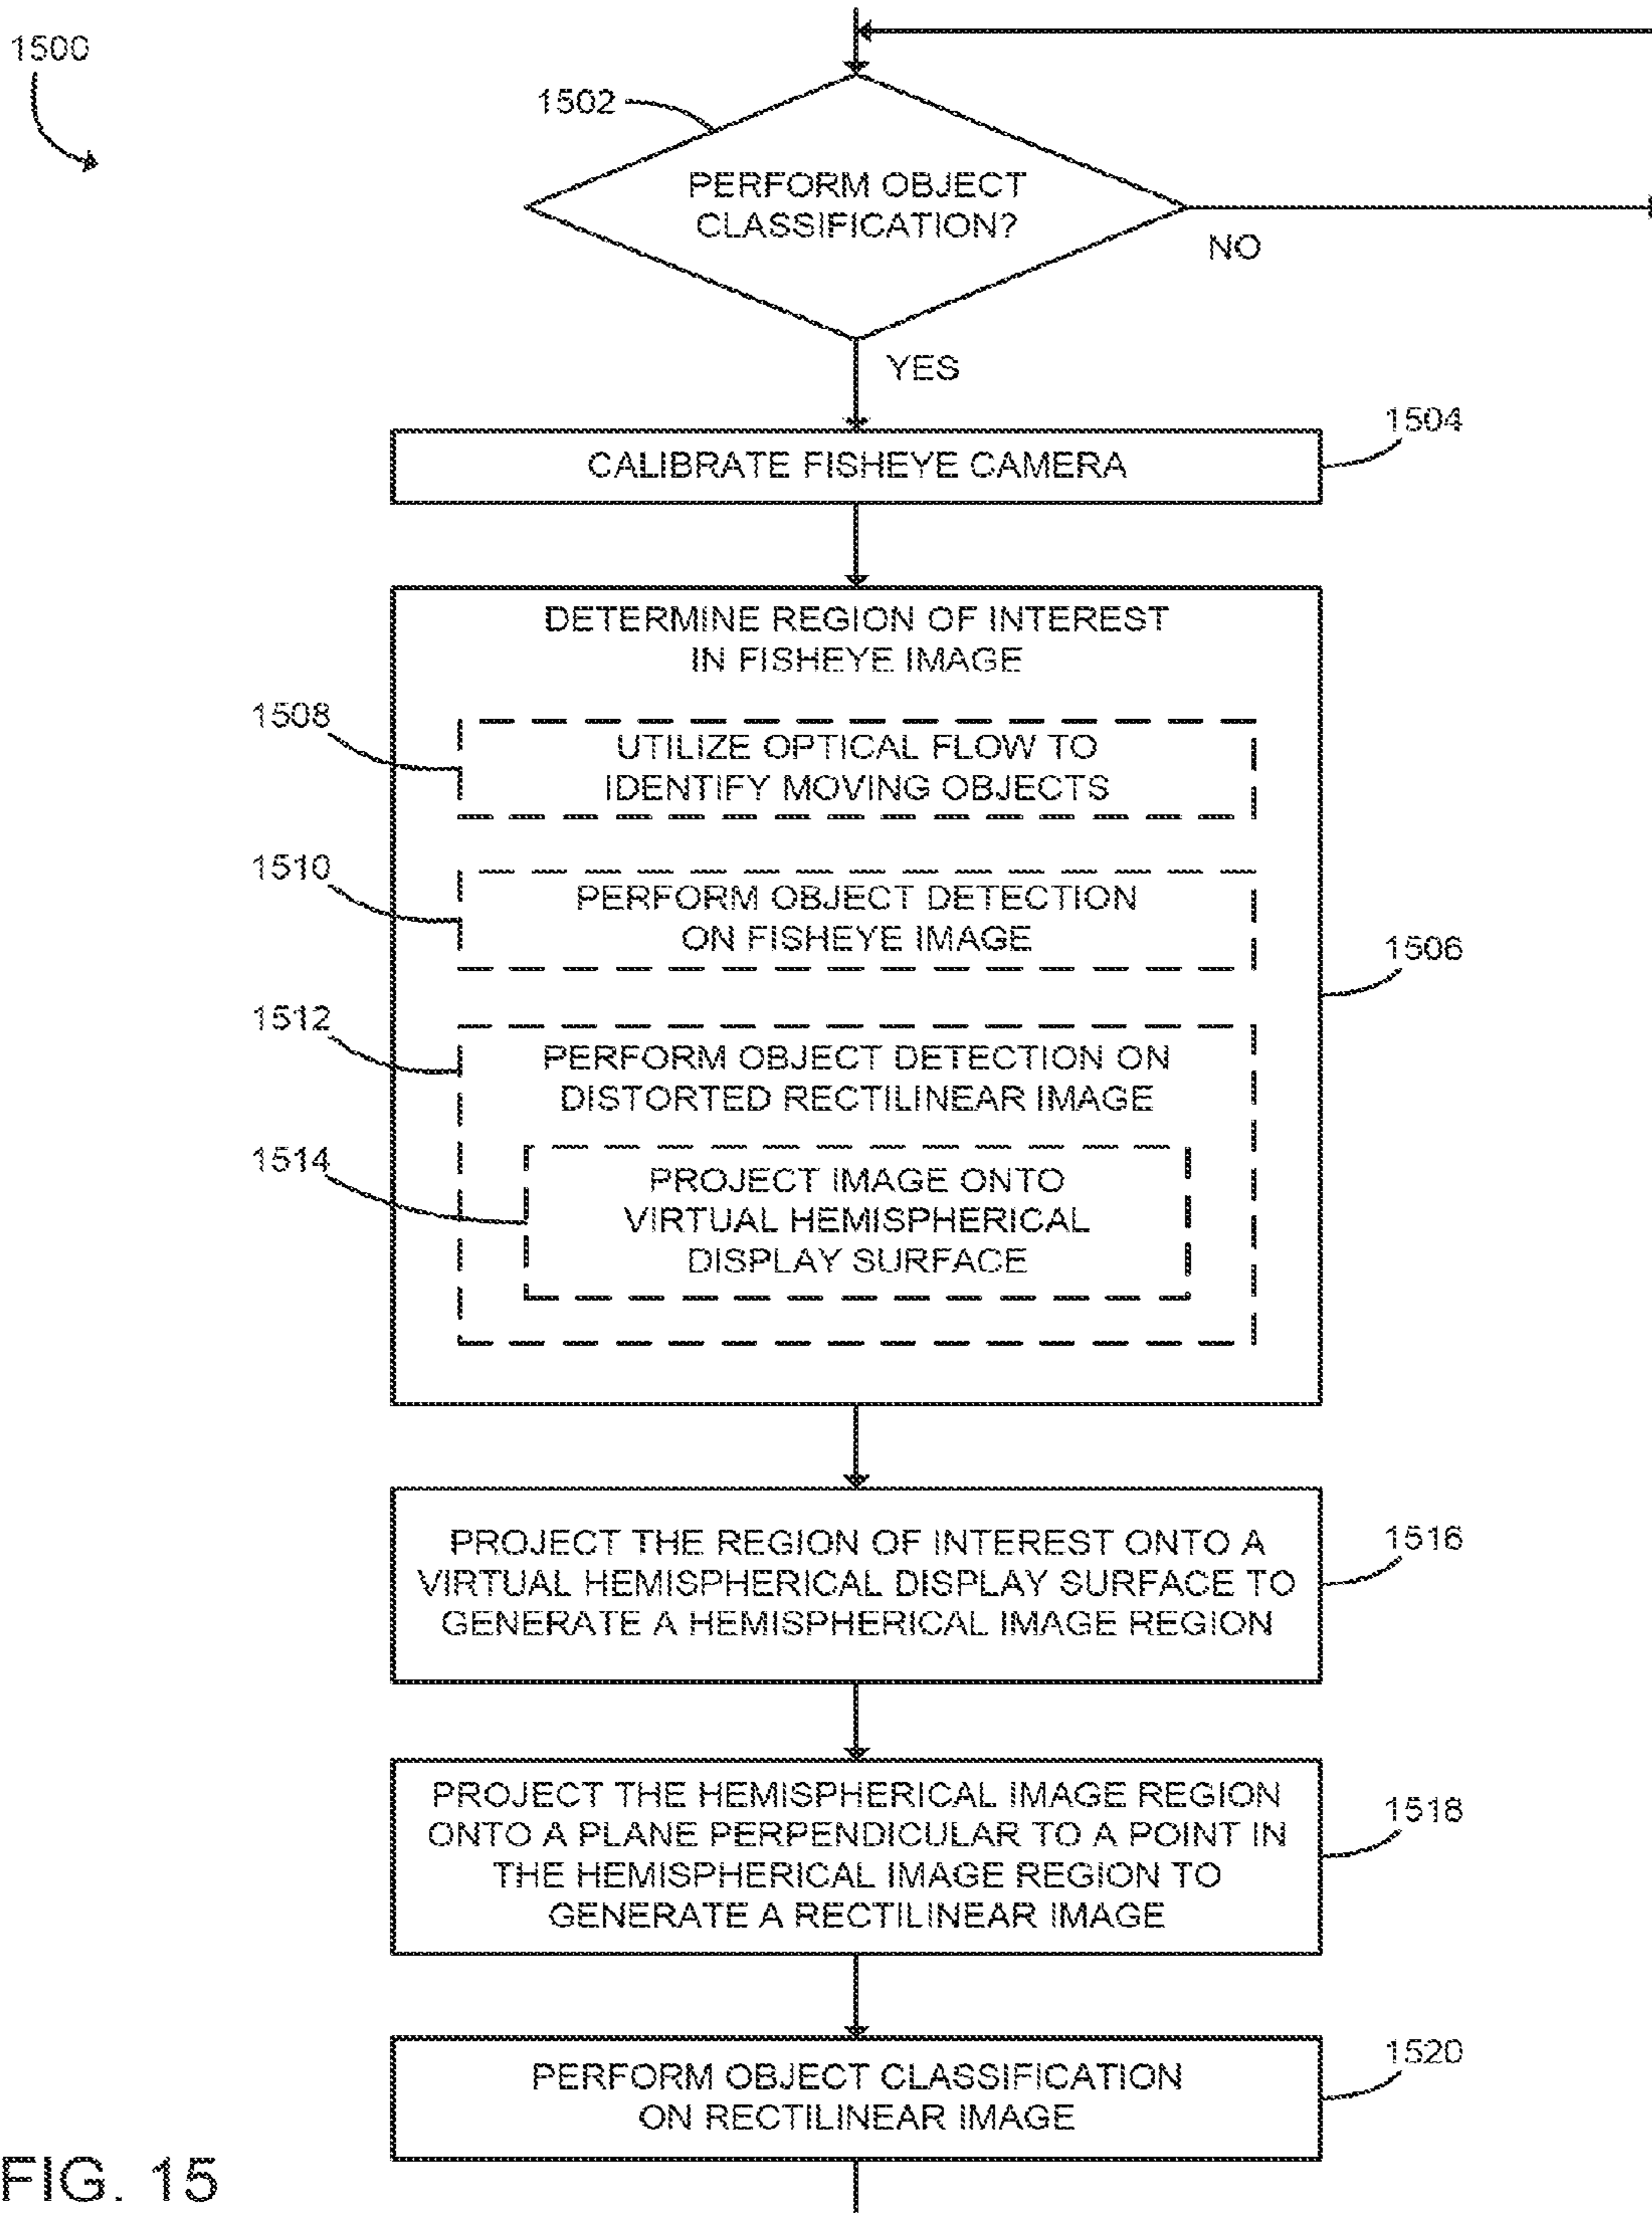 1500
1502
PERFORM OBJECT
CLASSIFICATION?
NO
YES
1504
CALIBRATE FISHEYE CAMERA
DETERMINE REGION OF INTEREST
IN FISHEYE IMAGE
1508
UTILIZE OPTICAL FLOW TO
IDENTIFY MOVING OBJECTS
1510
PERFORM OBJECT DETECTION
ON FISHEYE IMAGE
1506
1512
PERFORM OBJECT DETECTION ON
DISTORTED RECTILINEAR IMAGE
1514
PROJECT IMAGE ONTO
VIRTUAL HEMISPHERICAL
DISPLAY SURFACE
PROJECT THE REGION OF INTEREST ONTO A
VIRTUAL HEMISPHERICAL DISPLAY SURFACE TO
GENERATE A HEMISPHERICAL IMAGE REGION
1516
PROJECT THE HEMISPHERICAL IMAGE REGION
ONTO A PLANE PERPENDICULAR TO A POINT IN
THE HEMISPHERICAL IMAGE REGION TO
GENERATE A RECTILINEAR IMAGE
1518
PERFORM OBJECT CLASSIFICATION
ON RECTILINEAR IMAGE
1520
FIG. 15